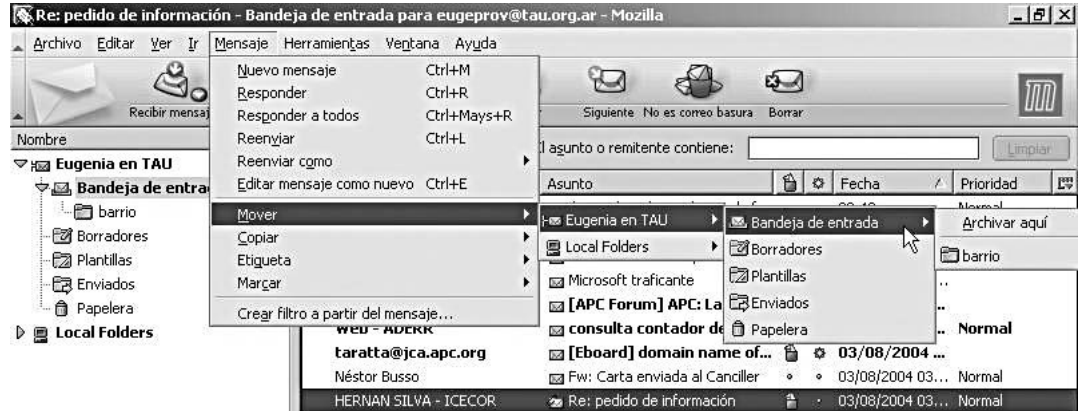 Re: pedido de información - Bandeja de entrada para eugeprov@tau.org.ar - Mozilla
Archivo Editar Ver Ir Mensaje Herramientas Ventana Ayuda
Recibir mensaj Siguiente No es correo basura Borrar
Nuevo mensaje Ctrl+M
Responder Ctrl+R
Responder a todos Ctrl+Mays+R
Reenviar Ctrl+L
Reenviar como
Editar mensaje como nuevo Ctrl+E
Mover
Copiar
Etiqueta
Marcar
Crear filtro a partir del mensaje...
Nombre
Eugenia en TAU
Bandeja de entra
barrio
Borradores
Plantillas
Enviados
Papelera
Local Folders
l asunto o remitente contiene: Limpiar
Asunto Fecha Prioridad
Eugenia en TAU
Local Folders
Bandeja de entrada
Borradores
Plantillas
Enviados
Papelera
Archivar aquí
barrio
Microsoft traficante
[APC Forum] APC: La
Web - ADERR consulta contador de Normal
taratta@jca.apc.org [Eboard] domain name of... 03/08/2004 ...
Néstor Busso Fw: Carta enviada al Canciller 03/08/2004 03... Normal
HERNAN SILVA - ICECOR Re: pedido de información 03/08/2004 03... Normal